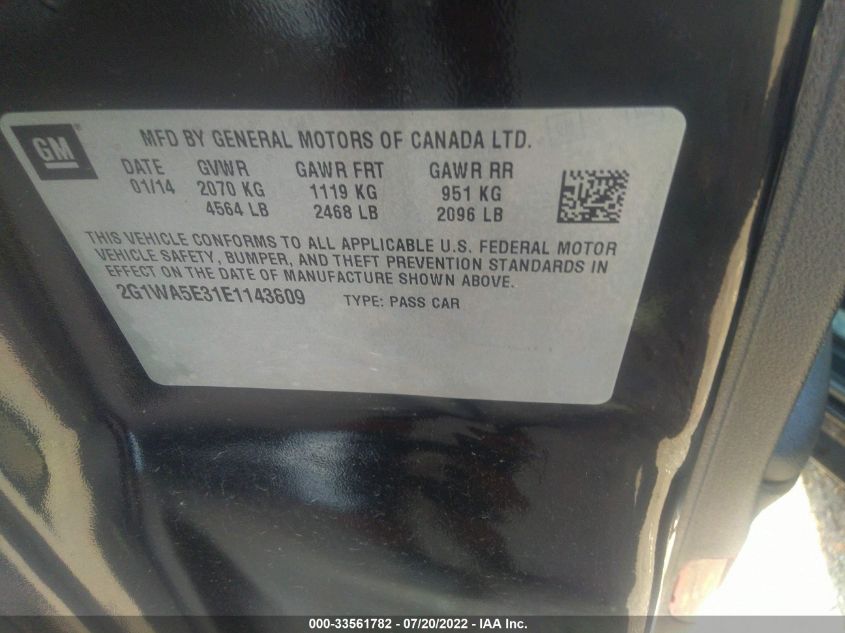 GM
MFD BY GENERAL MOTORS OF CANADA LTD.
DATE GVWR GAWR FRT GAWR RR
01/14 2070 KG 1119 KG 951 KG
4564 LB 2468 LB 2096 LB
THIS VEHICLE CONFORMS TO ALL APPLICABLE U.S. FEDERAL MOTOR
VEHICLE SAFETY, BUMPER, AND THEFT PREVENTION STANDARDS IN
EFFECT ON THE DATE OF MANUFACTURE SHOWN ABOVE.
2G1WA5E31E1143609 TYPE: PASS CAR
000-33561782 - 07/20/2022 - IAA Inc.